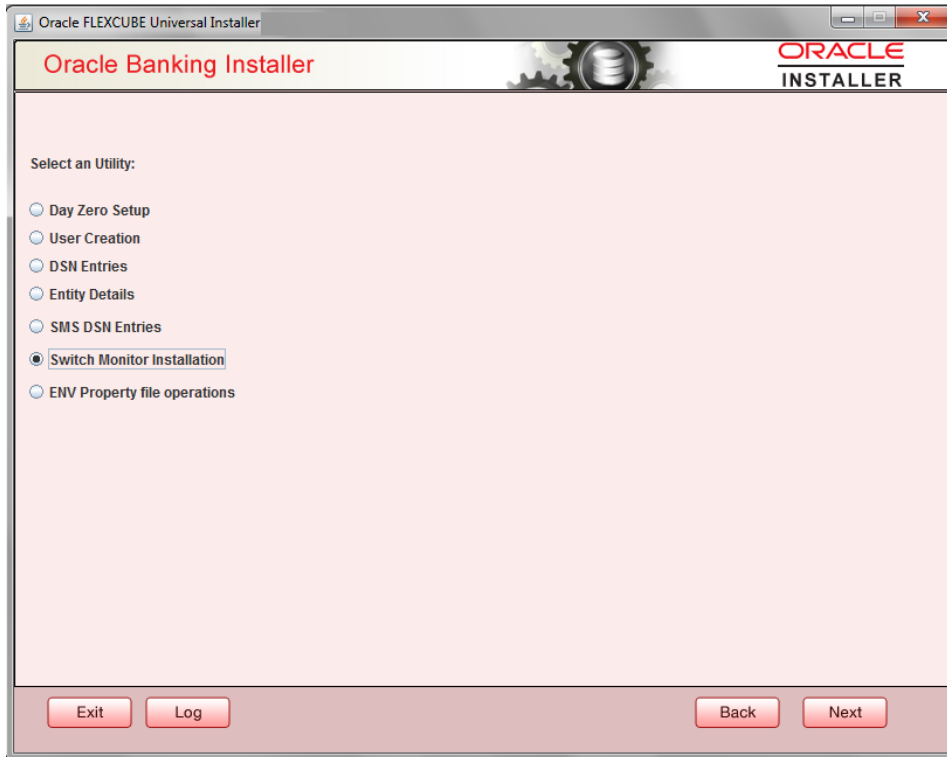 Oracle FLEXCUBE Universal Installer
Oracle Banking Installer
ORACLE
INSTALLER
Select an Utility:
Day Zero Setup
User Creation
DSN Entries
Entity Details
SMS DSN Entries
Switch Monitor Installation
ENV Property file operations
Exit
Log
Back
Next